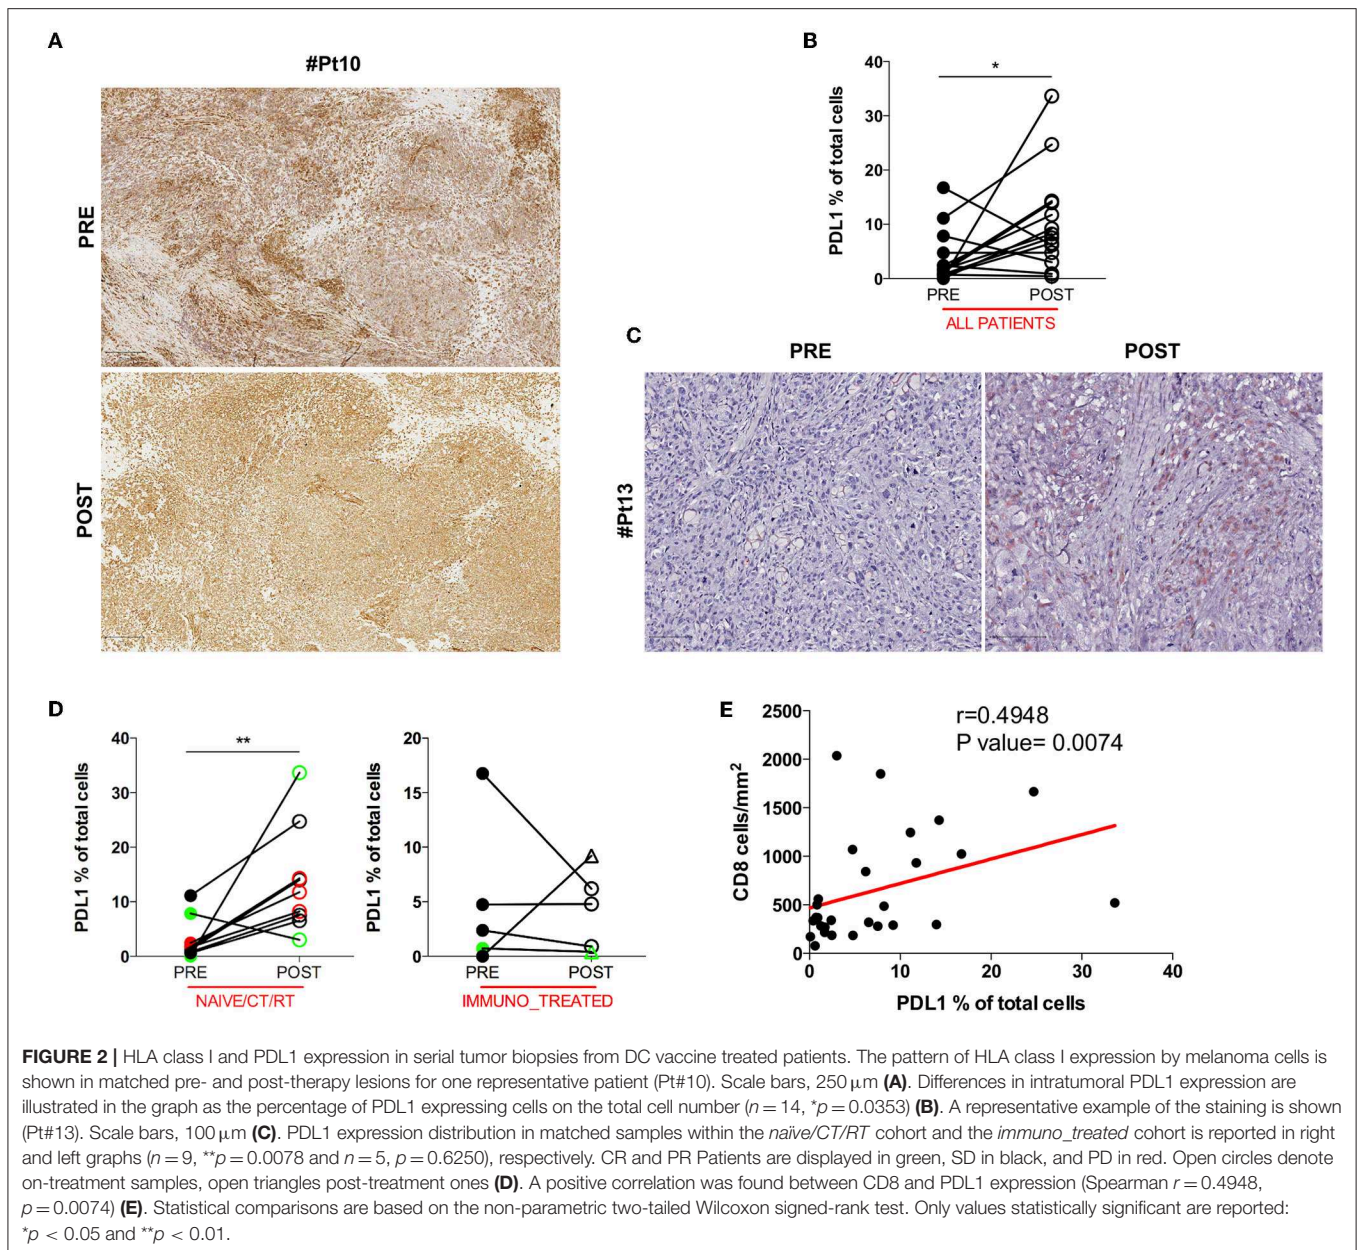 A
#Pt10
PRE
POST
B
PDL1 % of total cells
40
30
20
10
0
*
PRE POST
ALL PATIENTS
C
PRE POST
#Pt13
D
PDL1 % of total cells
40
30
20
10
0
**
PRE POST
NAIVE/CT/RT
PDL1 % of total cells
20
15
10
5
0
PRE POST
IMMUNO_TREATED
E
CD8 cells/mm²
2500
2000
1500
1000
500
0
r=0.4948
P value= 0.0074
0 10 20 30 40
PDL1 % of total cells
FIGURE 2 | HLA class I and PDL1 expression in serial tumor biopsies from DC vaccine treated patients. The pattern of HLA class I expression by melanoma cells is
shown in matched pre- and post-therapy lesions for one representative patient (Pt#10). Scale bars, 250 μm (A). Differences in intratumoral PDL1 expression are
illustrated in the graph as the percentage of PDL1 expressing cells on the total cell number (n = 14, *p = 0.0353) (B). A representative example of the staining is shown
(Pt#13). Scale bars, 100 μm (C). PDL1 expression distribution in matched samples within the naïve/CT/RT cohort and the immuno_treated cohort is reported in right
and left graphs (n = 9, **p = 0.0078 and n = 5, p = 0.6250), respectively. CR and PR Patients are displayed in green, SD in black, and PD in red. Open circles denote
on-treatment samples, open triangles post-treatment ones (D). A positive correlation was found between CD8 and PDL1 expression (Spearman r = 0.4948,
p = 0.0074) (E). Statistical comparisons are based on the non-parametric two-tailed Wilcoxon signed-rank test. Only values statistically significant are reported:
*p < 0.05 and **p < 0.01.